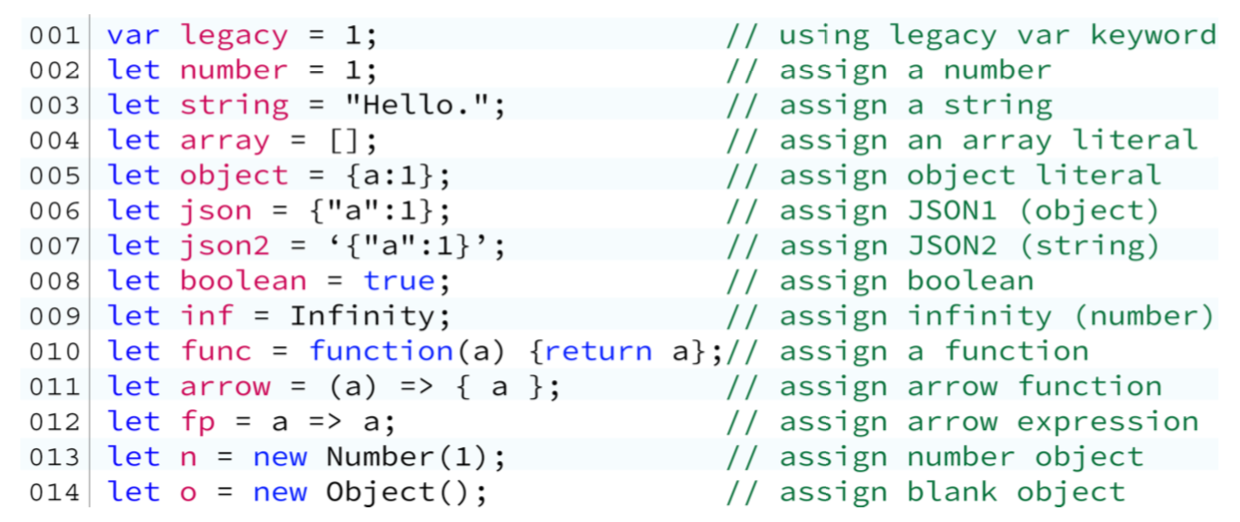 001 var legacy = 1; // using legacy var keyword
002 let number = 1; // assign a number
003 let string = "Hello."; // assign a string
004 let array = []; // assign an array literal
005 let object = {a:1}; // assign object literal
006 let json = {"a":1}; // assign JSON1 (object)
007 let json2 = ‘{"a":1}’; // assign JSON2 (string)
008 let boolean = true; // assign boolean
009 let inf = Infinity; // assign infinity (number)
010 let func = function(a) {return a};// assign a function
011 let arrow = (a) => { a }; // assign arrow function
012 let fp = a => a; // assign arrow expression
013 let n = new Number(1); // assign number object
014 let o = new Object(); // assign blank object